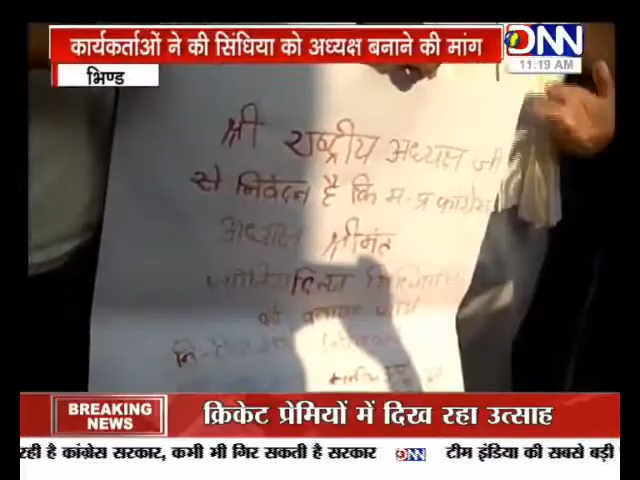 कार्यकर्ताओं ने की सिंधिया को अध्यक्ष बनाने की मांग
DNN
11:19 AM
भिण्ड
श्री राष्ट्रीय अध्यक्ष जी
से निवेदन है कि म.प्र कांग्रेस
अध्यक्ष श्रीमंत
को
BREAKING
NEWS
क्रिकेट प्रेमियों में दिख रहा उत्साह
रही है कांग्रेस सरकार, कभी भी गिर सकती है सरकार DNN टीम इंडिया की सबसे बड़ी